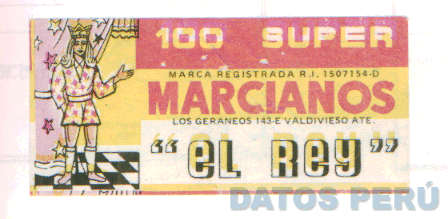 100 SUPER
MARCA REGISTRADA R.I. 1507154-D
MARCIANOS
LOS GERANEOS 143-E VALDIVIESO ATE.
"EL REY"
DATOS PERÚ